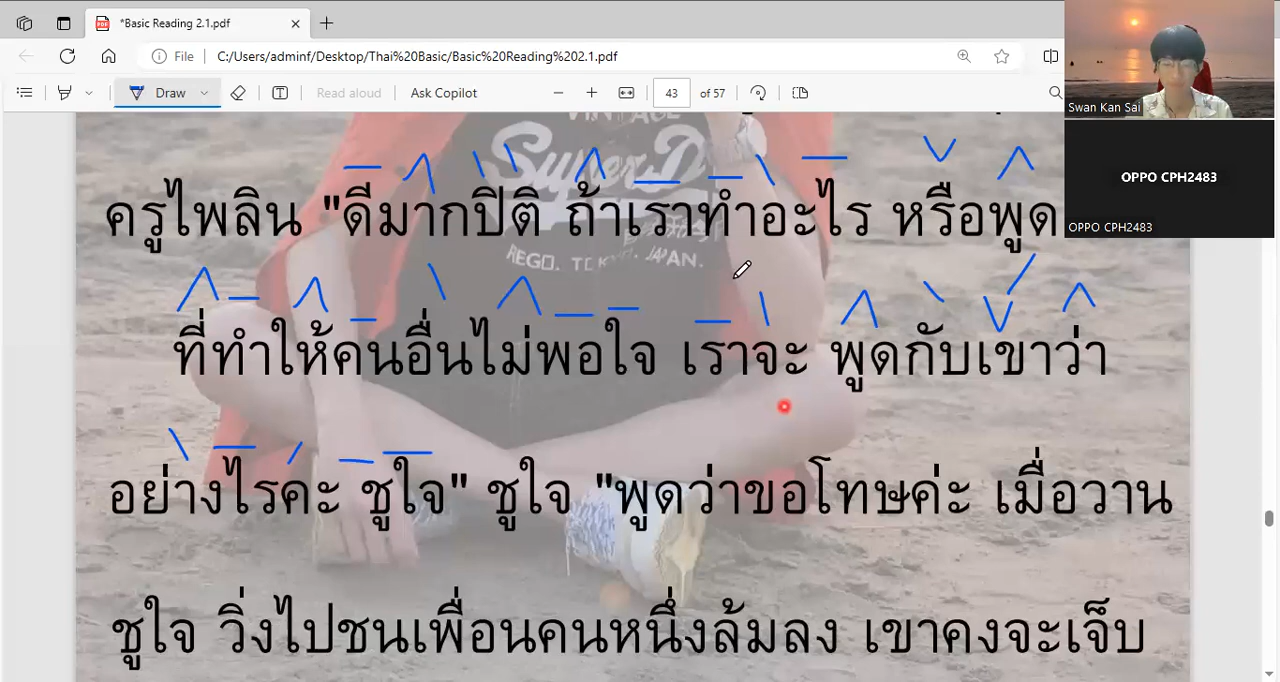 *Basic Reading 2.1.pdf
File C:/Users/adminf/Desktop/Thai%20Basic/Basic%20Reading%202.1.pdf
Draw Read aloud Ask Copilot 43 of 57
Swan Kan Sai
OPPO CPH2483
OPPO CPH2483
VINTAGE
Super D
REGO. TOKYO. JAPAN.
ครูไพลิน "ดีมากปิติ ถ้าเราทำอะไร หรือพูด
ที่ทำให้คนอื่นไม่พอใจ เราจะ พูดกับเขาว่า
อย่างไรคะ ชูใจ" ชูใจ "พูดว่าขอโทษค่ะ เมื่อวาน
ชูใจ วิ่งไปชนเพื่อนคนหนึ่งล้มลง เขาคงจะเจ็บ